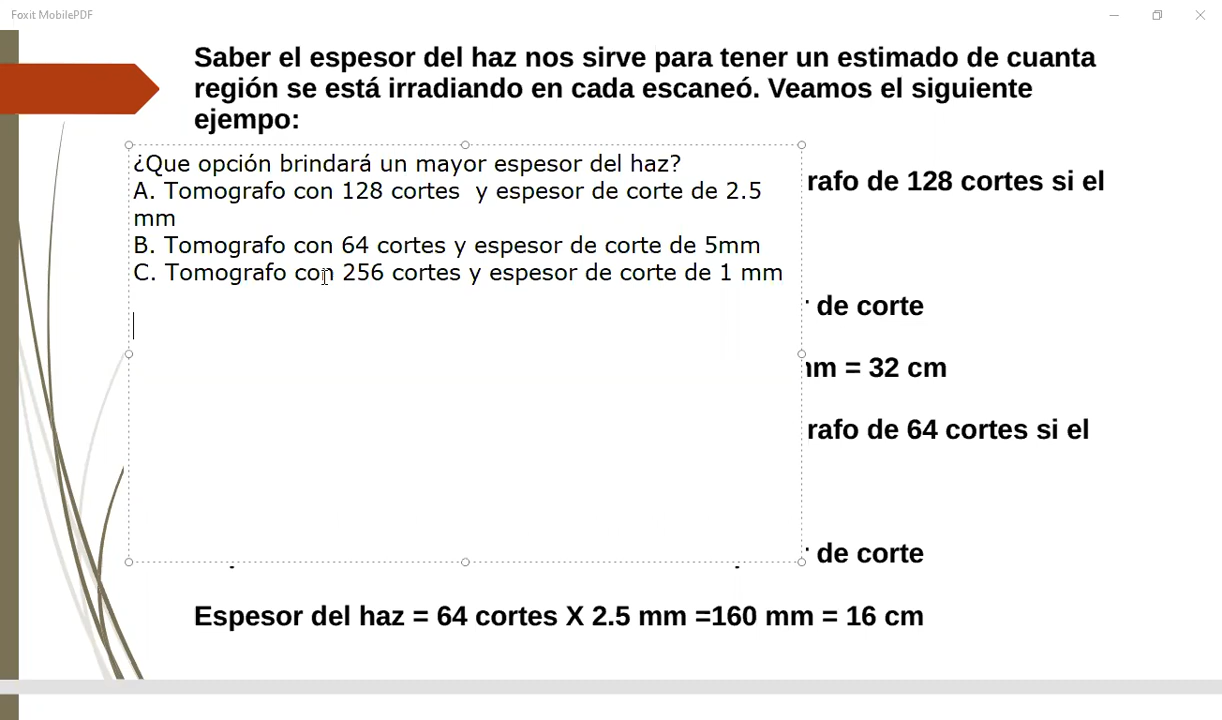 Foxit MobilePDF
Saber el espesor del haz nos sirve para tener un estimado de cuanta
región se está irradiando en cada escaneó. Veamos el siguiente
ejempo:
¿Que opción brindará un mayor espesor del haz?
A. Tomografo con 128 cortes  y espesor de corte de 2.5
mm
B. Tomografo con 64 cortes y espesor de corte de 5mm
C. Tomografo con 256 cortes y espesor de corte de 1 mm
rafo de 128 cortes si el
de corte
mm = 32 cm
rafo de 64 cortes si el
de corte
Espesor del haz = 64 cortes X 2.5 mm =160 mm = 16 cm